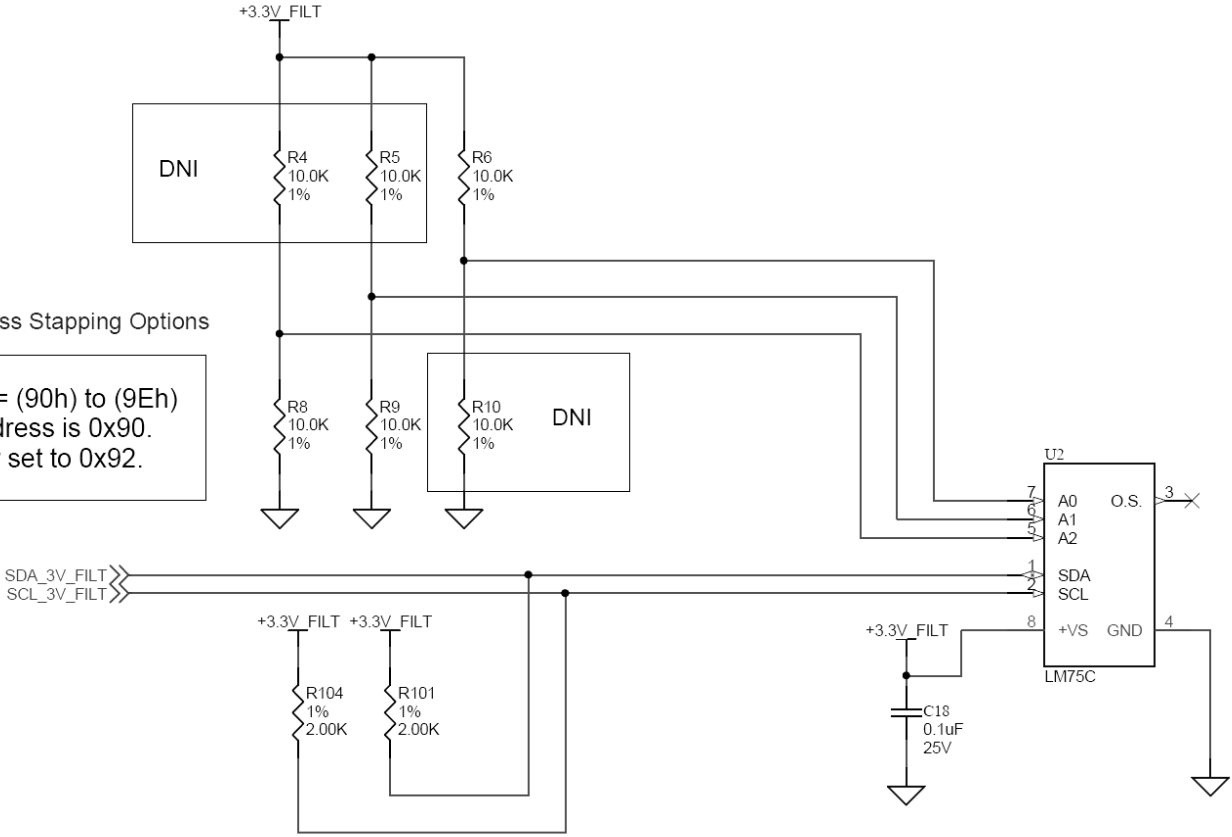 +3.3V_FILT
DNI
R4
10.0K
1%
R5
10.0K
1%
R6
10.0K
1%
ss Stapping Options
= (90h) to (9Eh)
dress is 0x90.
set to 0x92.
R8
10.0K
1%
R9
10.0K
1%
R10
10.0K
1%
DNI
U2
7 A0 O.S. 3
6 A1
5 A2
SDA_3V_FILT 1 SDA
SCL_3V_FILT 2 SCL
8 +VS GND 4
LM75C
+3.3V_FILT +3.3V_FILT
R104
1%
2.00K
R101
1%
2.00K
+3.3V_FILT
C18
0.1uF
25V